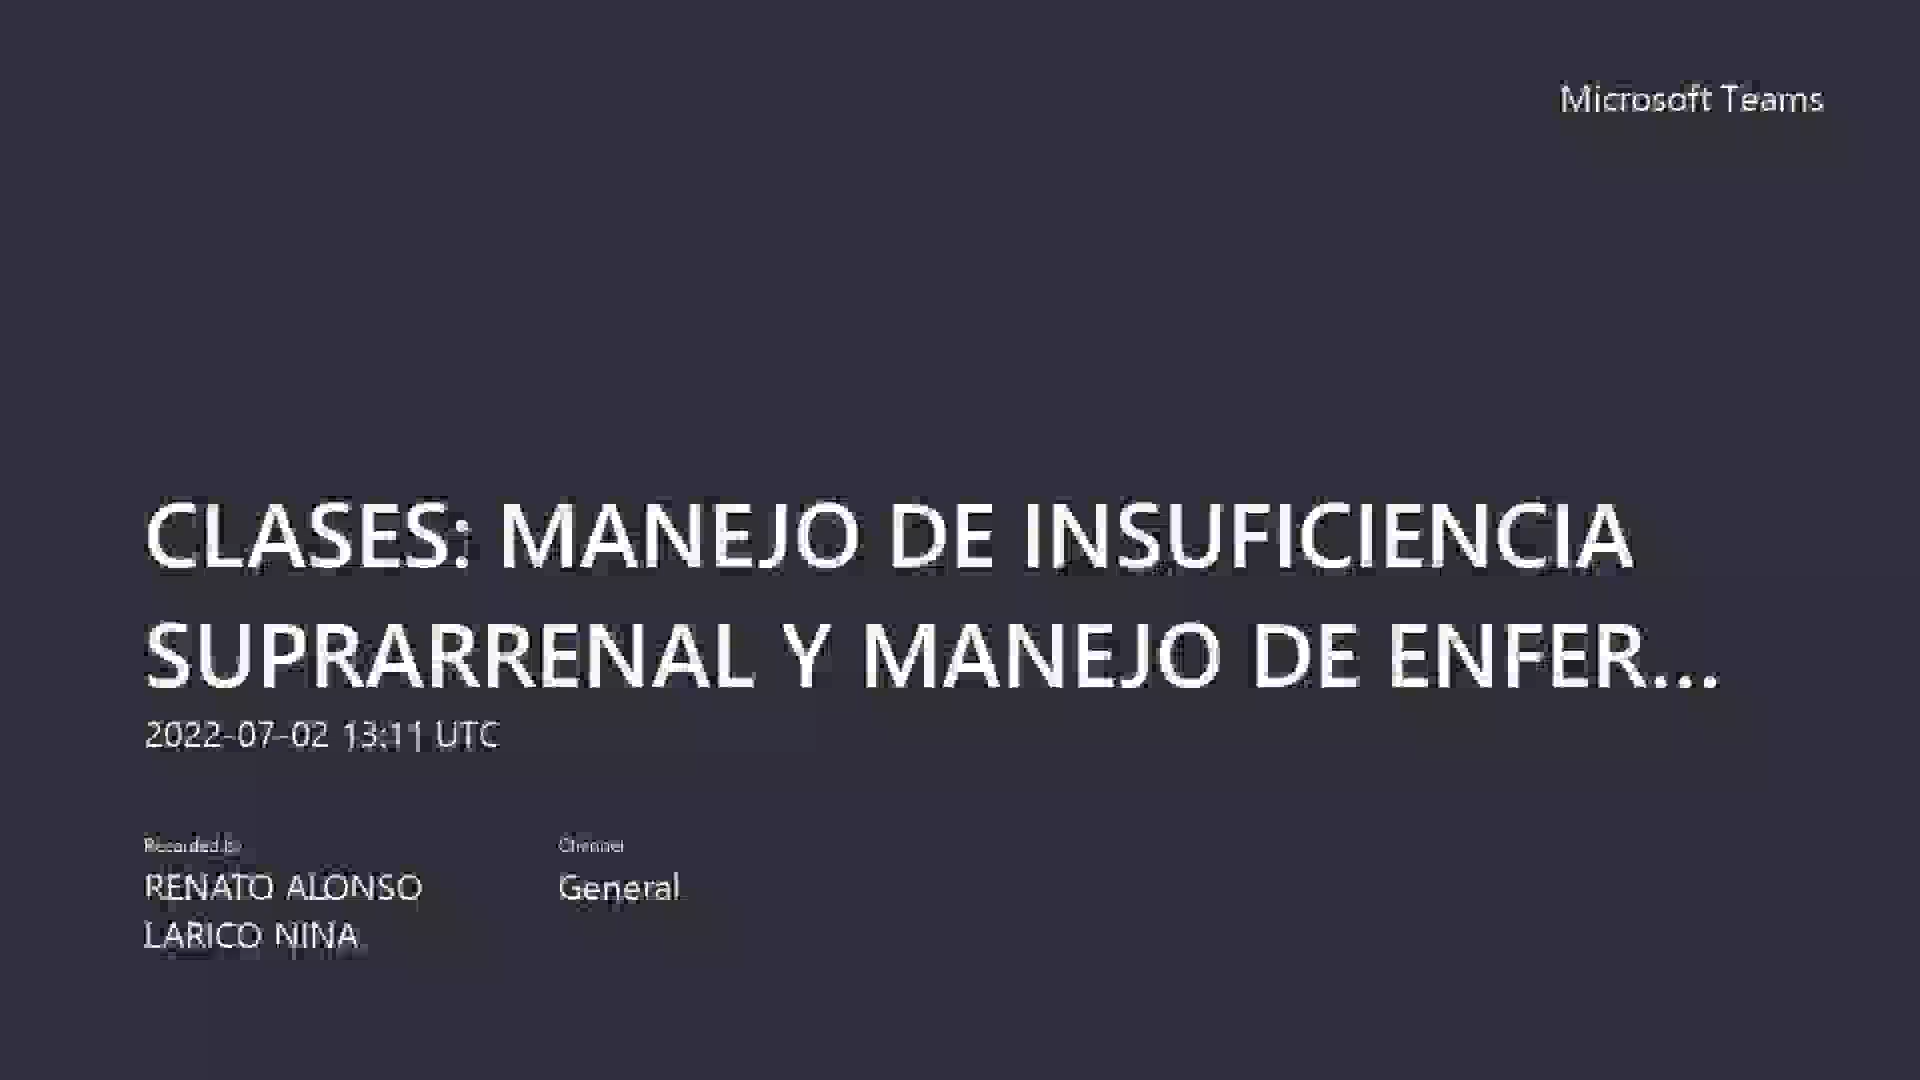 Microsoft Teams
CLASES: MANEJO DE INSUFICIENCIA
SUPRARRENAL Y MANEJO DE ENFER...
2022-07-02 13:11 UTC
Recorded by
Channel
RENATO ALONSO
General
LARICO NINA